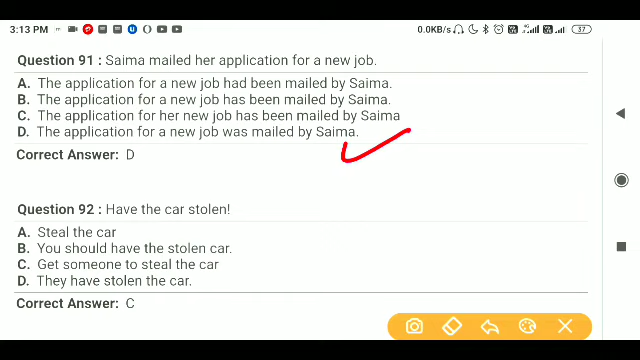 3:13 PM
0.0KB/s
37
Question 91 : Saima mailed her application for a new job.
A. The application for a new job had been mailed by Saima.
B. The application for a new job has been mailed by Saima.
C. The application for her new job has been mailed by Saima
D. The application for a new job was mailed by Saima.
Correct Answer: D
Question 92 : Have the car stolen!
A. Steal the car
B. You should have the stolen car.
C. Get someone to steal the car
D. They have stolen the car.
Correct Answer: C